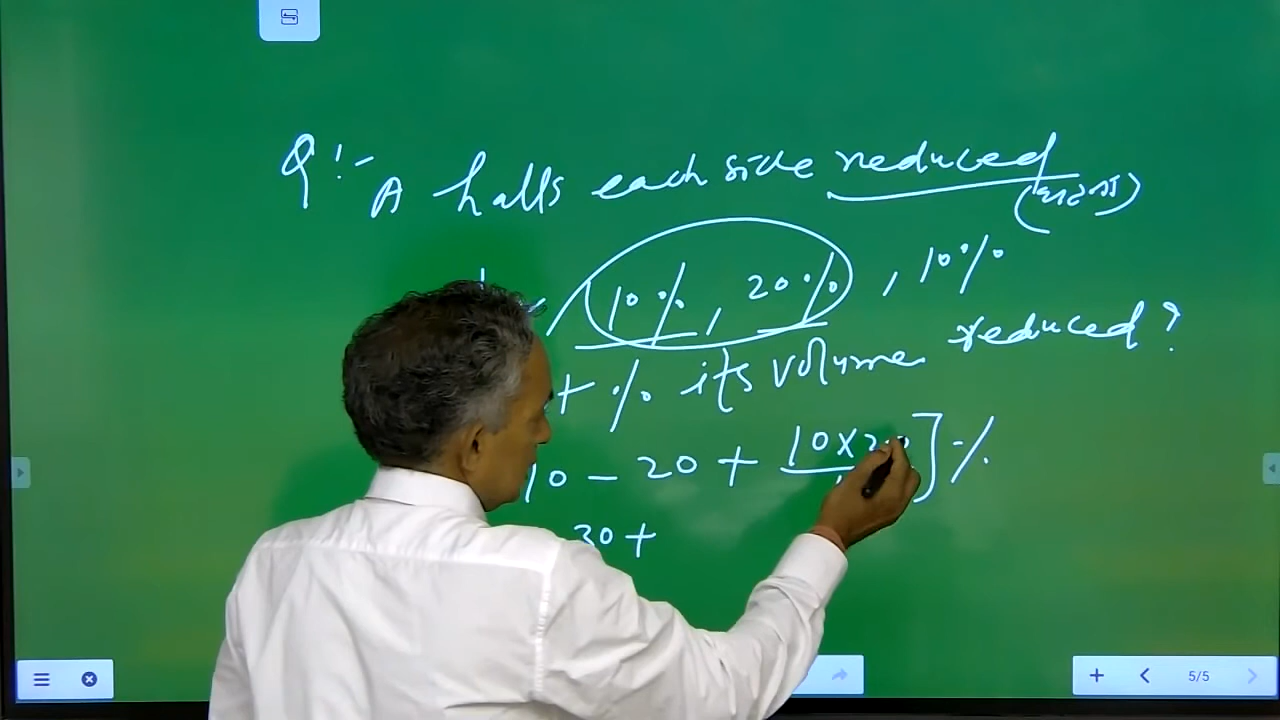 Q:- A halls each side reduced
(घटाना)
10%, 20%, 10%
% its volume reduced?
10 - 20 + 10×20]%
30 +
5/5